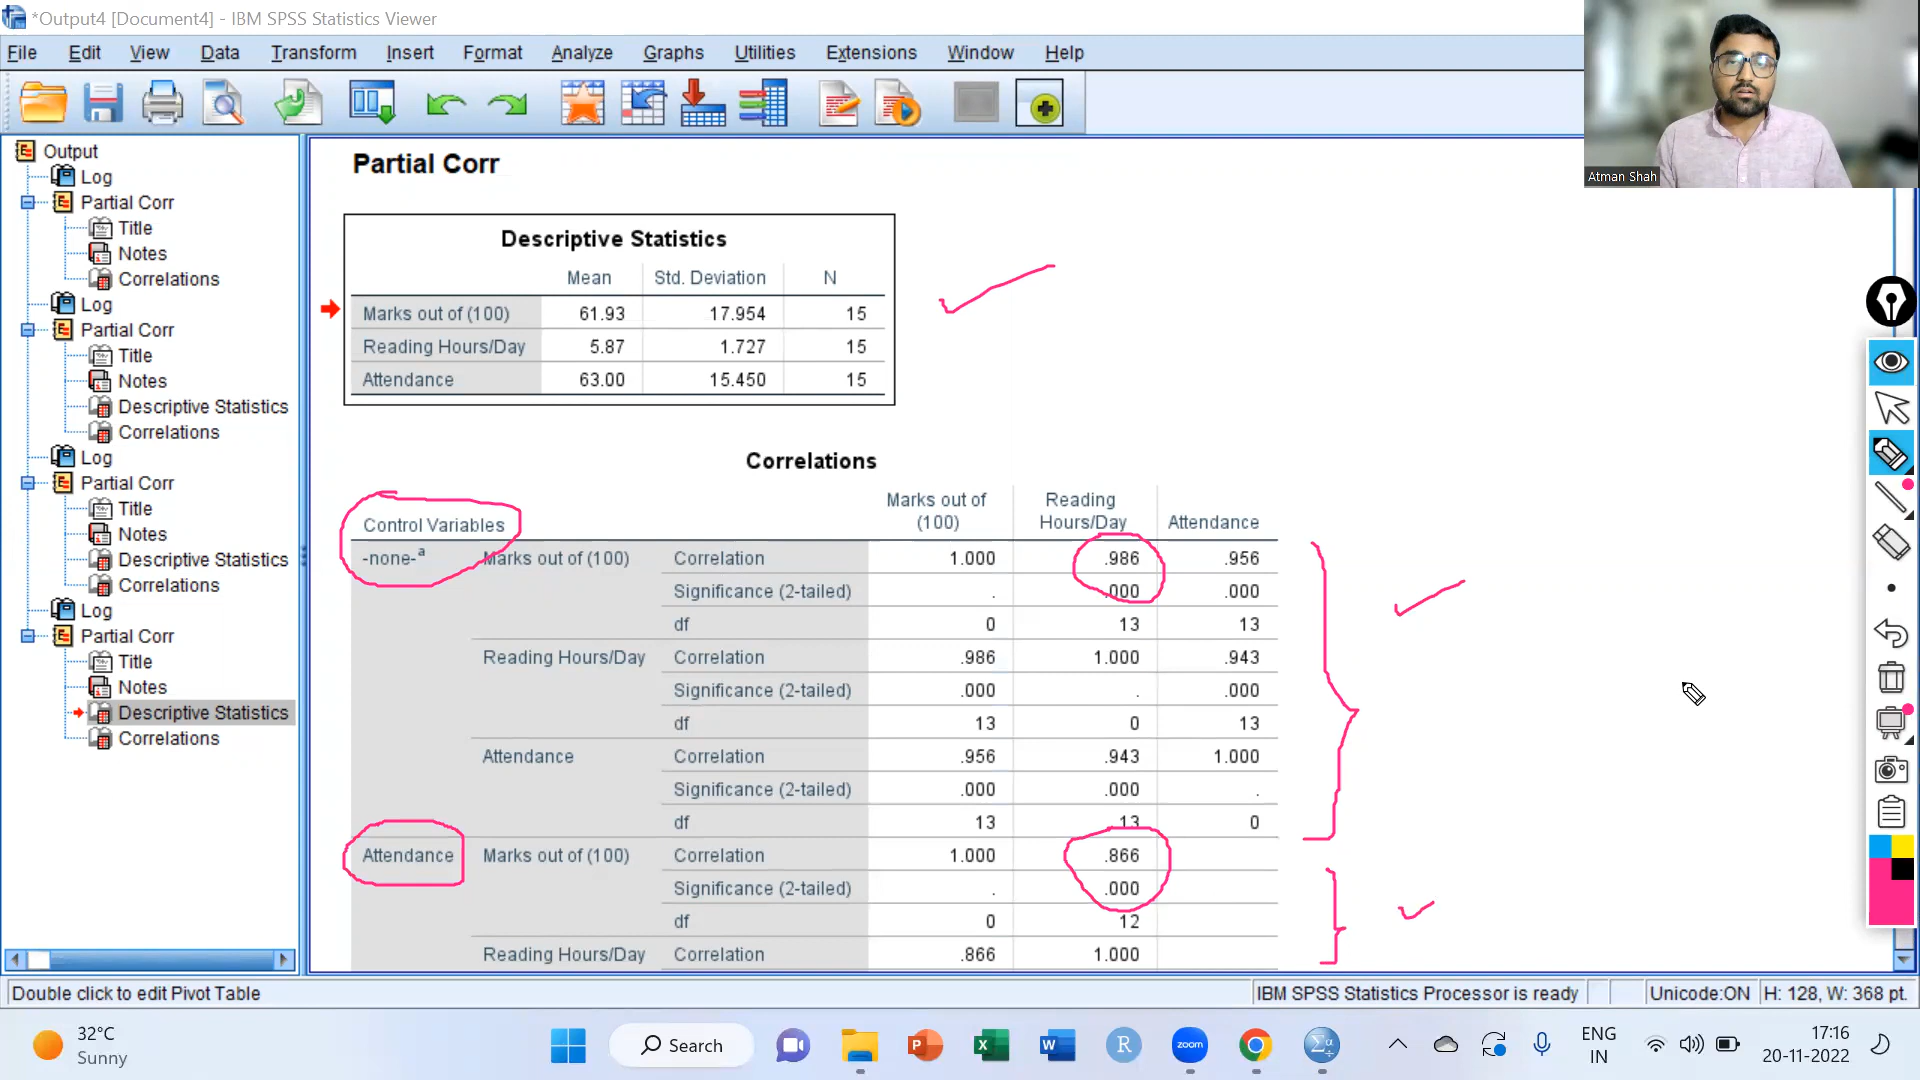 *Output4 [Document4] - IBM SPSS Statistics Viewer
File Edit View Data Transform Insert Format Analyze Graphs Utilities Extensions Window Help
Atman Shah
Output
Log
Partial Corr
Title
Notes
Correlations
Log
Partial Corr
Title
Notes
Descriptive Statistics
Correlations
Log
Partial Corr
Title
Notes
Descriptive Statistics
Correlations
Log
Partial Corr
Title
Notes
Descriptive Statistics
Correlations
Partial Corr
Descriptive Statistics
Mean Std. Deviation N
Marks out of (100) 61.93 17.954 15
Reading Hours/Day 5.87 1.727 15
Attendance 63.00 15.450 15
Correlations
Marks out of Reading
Control Variables (100) Hours/Day Attendance
-none-a Marks out of (100) Correlation 1.000 .986 .956
Significance (2-tailed) . .000 .000
df 0 13 13
Reading Hours/Day Correlation .986 1.000 .943
Significance (2-tailed) .000 . .000
df 13 0 13
Attendance Correlation .956 .943 1.000
Significance (2-tailed) .000 .000 .
df 13 13 0
Attendance Marks out of (100) Correlation 1.000 .866
Significance (2-tailed) . .000
df 0 12
Reading Hours/Day Correlation .866 1.000
Double click to edit Pivot Table IBM SPSS Statistics Processor is ready Unicode:ON H: 128, W: 368 pt.
32°C
Sunny
Search
P
X
W
R
zoom
ENG
IN
17:16
20-11-2022